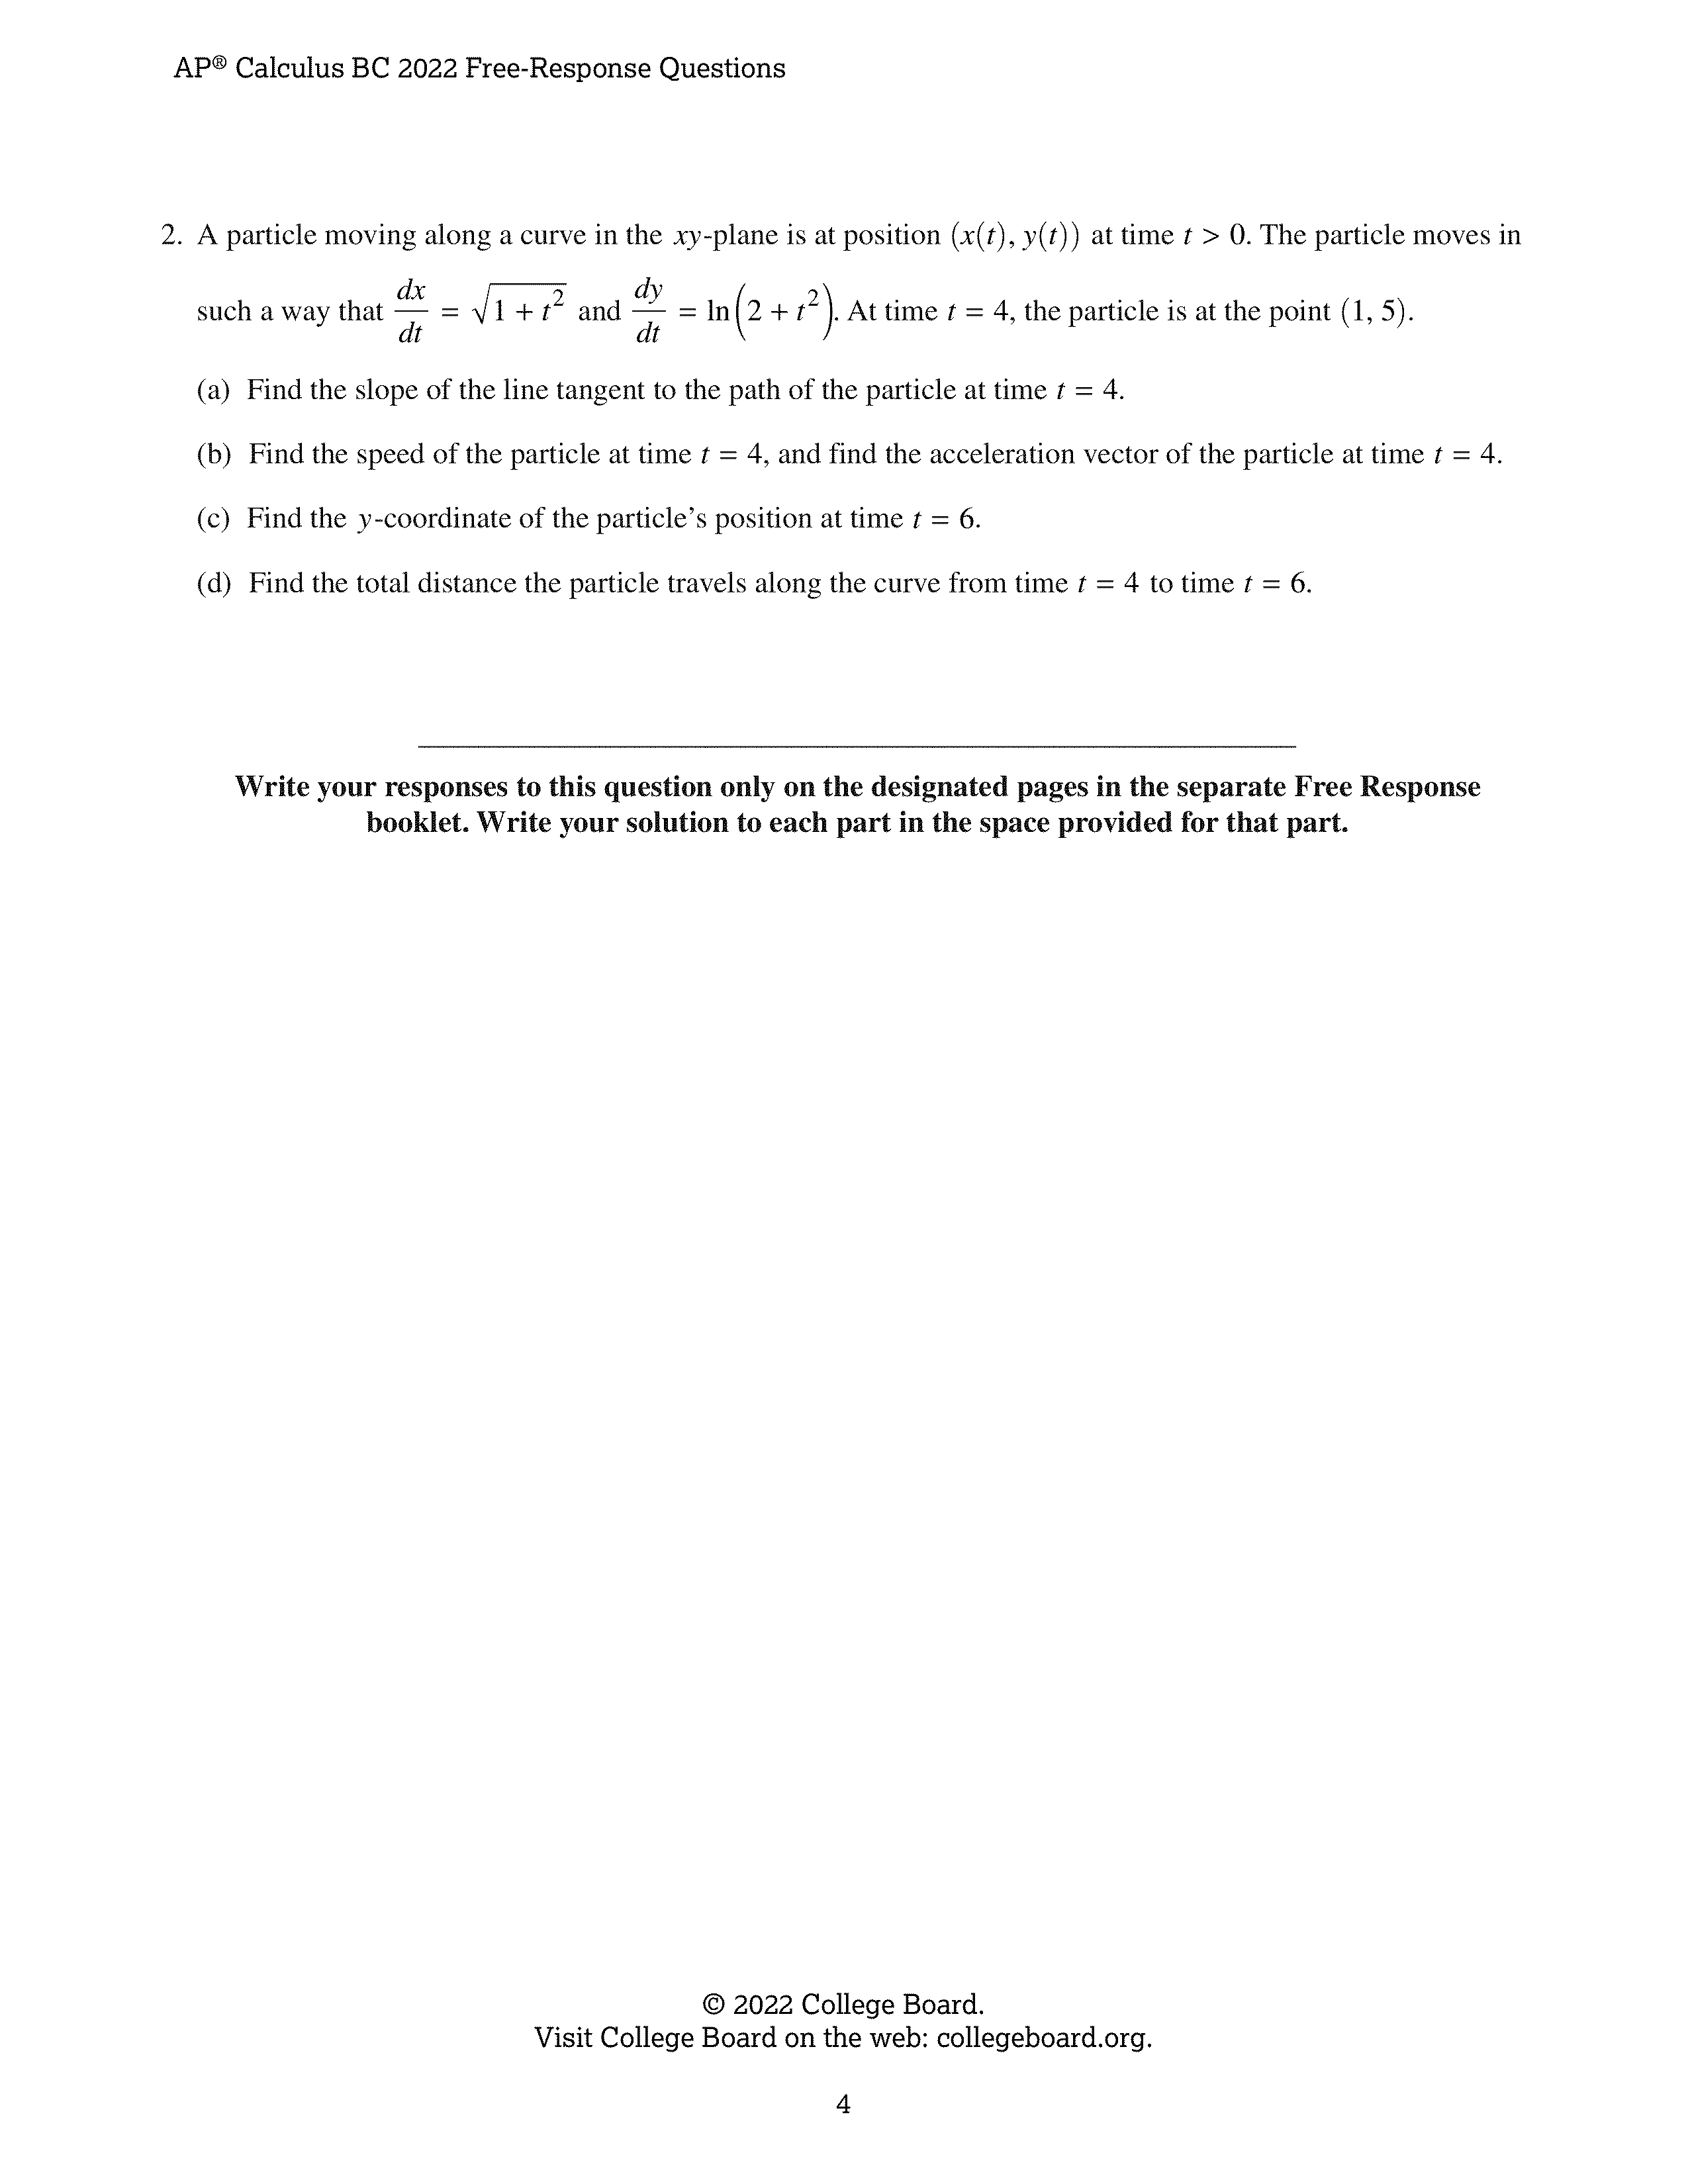 AP® Calculus BC 2022 Free-Response Questions
2. A particle moving along a curve in the xy-plane is at position (x(t), y(t)) at time t > 0. The particle moves in
such a way that dx/dt = √(1 + t²) and dy/dt = ln(2 + t²). At time t = 4, the particle is at the point (1, 5).
(a) Find the slope of the line tangent to the path of the particle at time t = 4.
(b) Find the speed of the particle at time t = 4, and find the acceleration vector of the particle at time t = 4.
(c) Find the y-coordinate of the particle’s position at time t = 6.
(d) Find the total distance the particle travels along the curve from time t = 4 to time t = 6.
Write your responses to this question only on the designated pages in the separate Free Response
booklet. Write your solution to each part in the space provided for that part.
© 2022 College Board.
Visit College Board on the web: collegeboard.org.
4